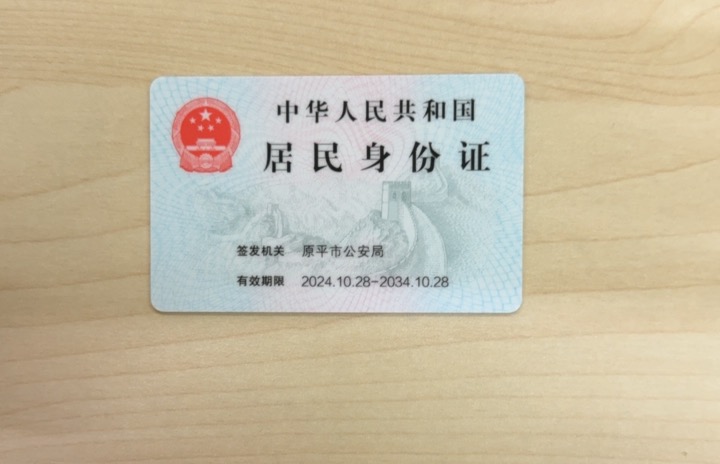 中华人民共和国
居民身份证
签发机关 原平市公安局
有效期限 2024.10.28-2034.10.28